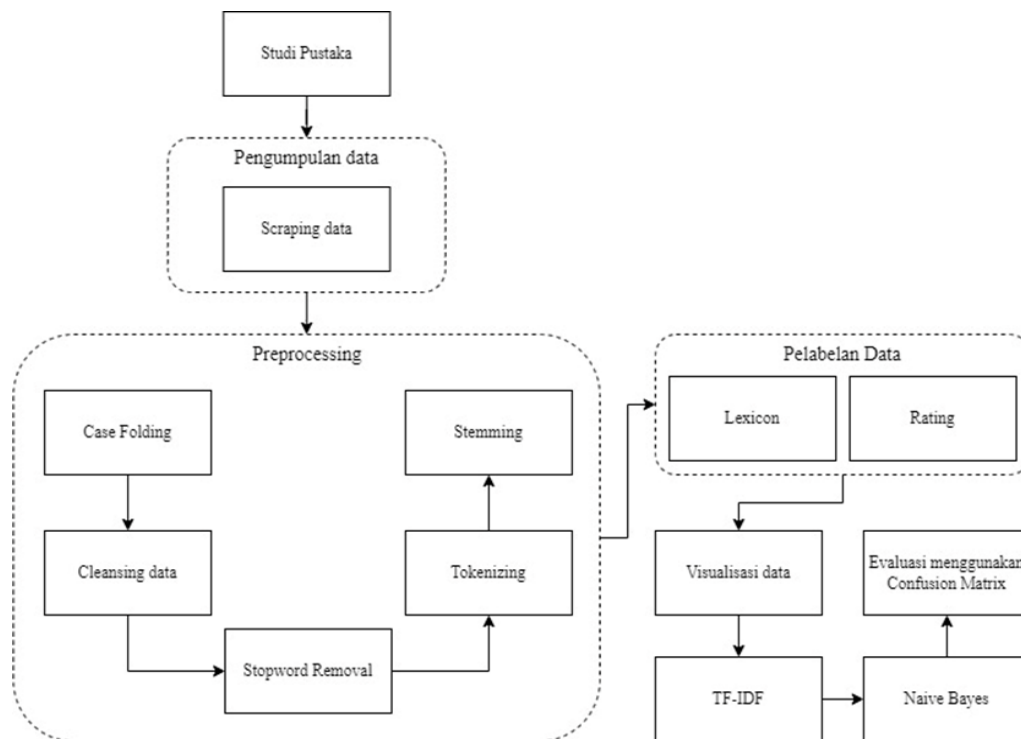 Studi Pustaka
Pengumpulan data
Scraping data
Preprocessing
Case Folding
Cleansing data
Stopword Removal
Tokenizing
Stemming
Pelabelan Data
Lexicon
Rating
Visualisasi data
TF-IDF
Naive Bayes
Evaluasi menggunakan
Confusion Matrix